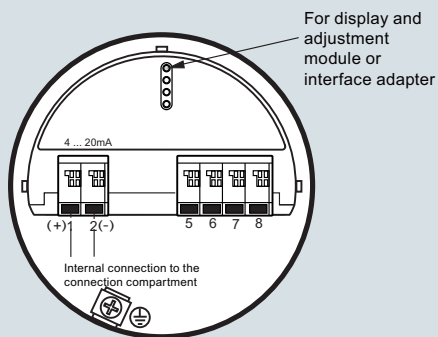 For display and
adjustment
module or
interface adapter
4 ... 20mA
(+)1 2(-) 5 6 7 8
Internal connection to the
connection compartment